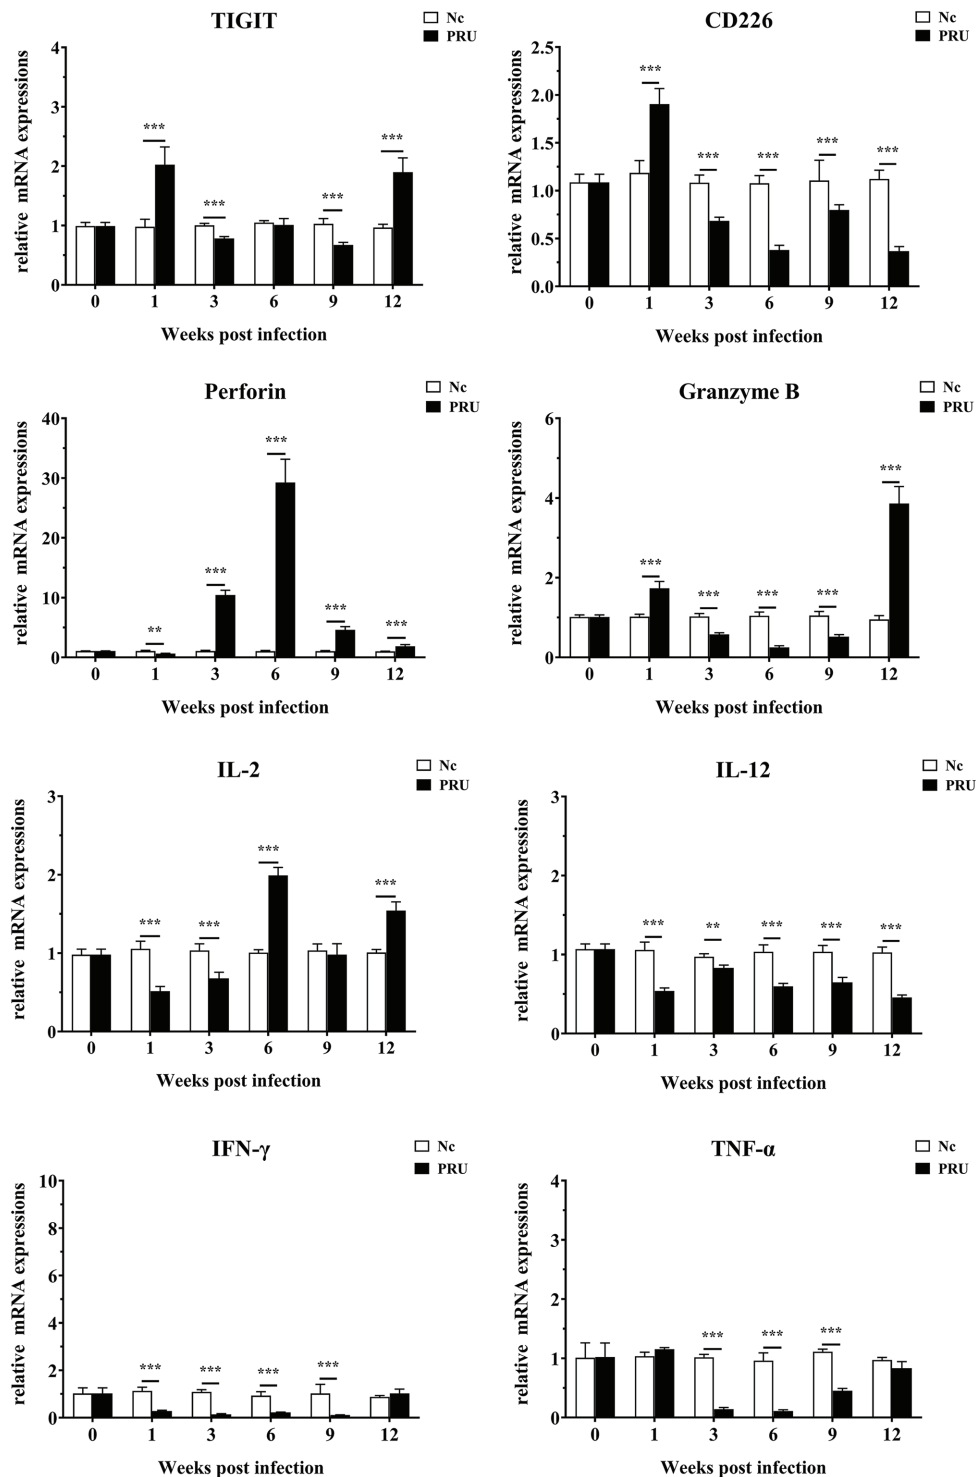 TIGIT
Nc
PRU
relative mRNA expressions
4
3
2
1
0
***
***
***
***
0 1 3 6 9 12
Weeks post infection
CD226
Nc
PRU
relative mRNA expressions
2.5
2.0
1.5
1.0
0.5
0.0
***
***
***
***
***
0 1 3 6 9 12
Weeks post infection
Perforin
Nc
PRU
relative mRNA expressions
40
30
20
10
0
**
***
***
***
***
0 1 3 6 9 12
Weeks post infection
Granzyme B
Nc
PRU
relative mRNA expressions
6
4
2
0
***
***
***
***
***
0 1 3 6 9 12
Weeks post infection
IL-2
Nc
PRU
relative mRNA expressions
3
2
1
0
***
***
***
***
0 1 3 6 9 12
Weeks post infection
IL-12
Nc
PRU
relative mRNA expressions
3
2
1
0
***
**
***
***
***
0 1 3 6 9 12
Weeks post infection
IFN-γ
Nc
PRU
relative mRNA expressions
10
8
6
4
2
0
***
***
***
***
0 1 3 6 9 12
Weeks post infection
TNF-α
Nc
PRU
relative mRNA expressions
4
3
2
1
0
***
***
***
0 1 3 6 9 12
Weeks post infection